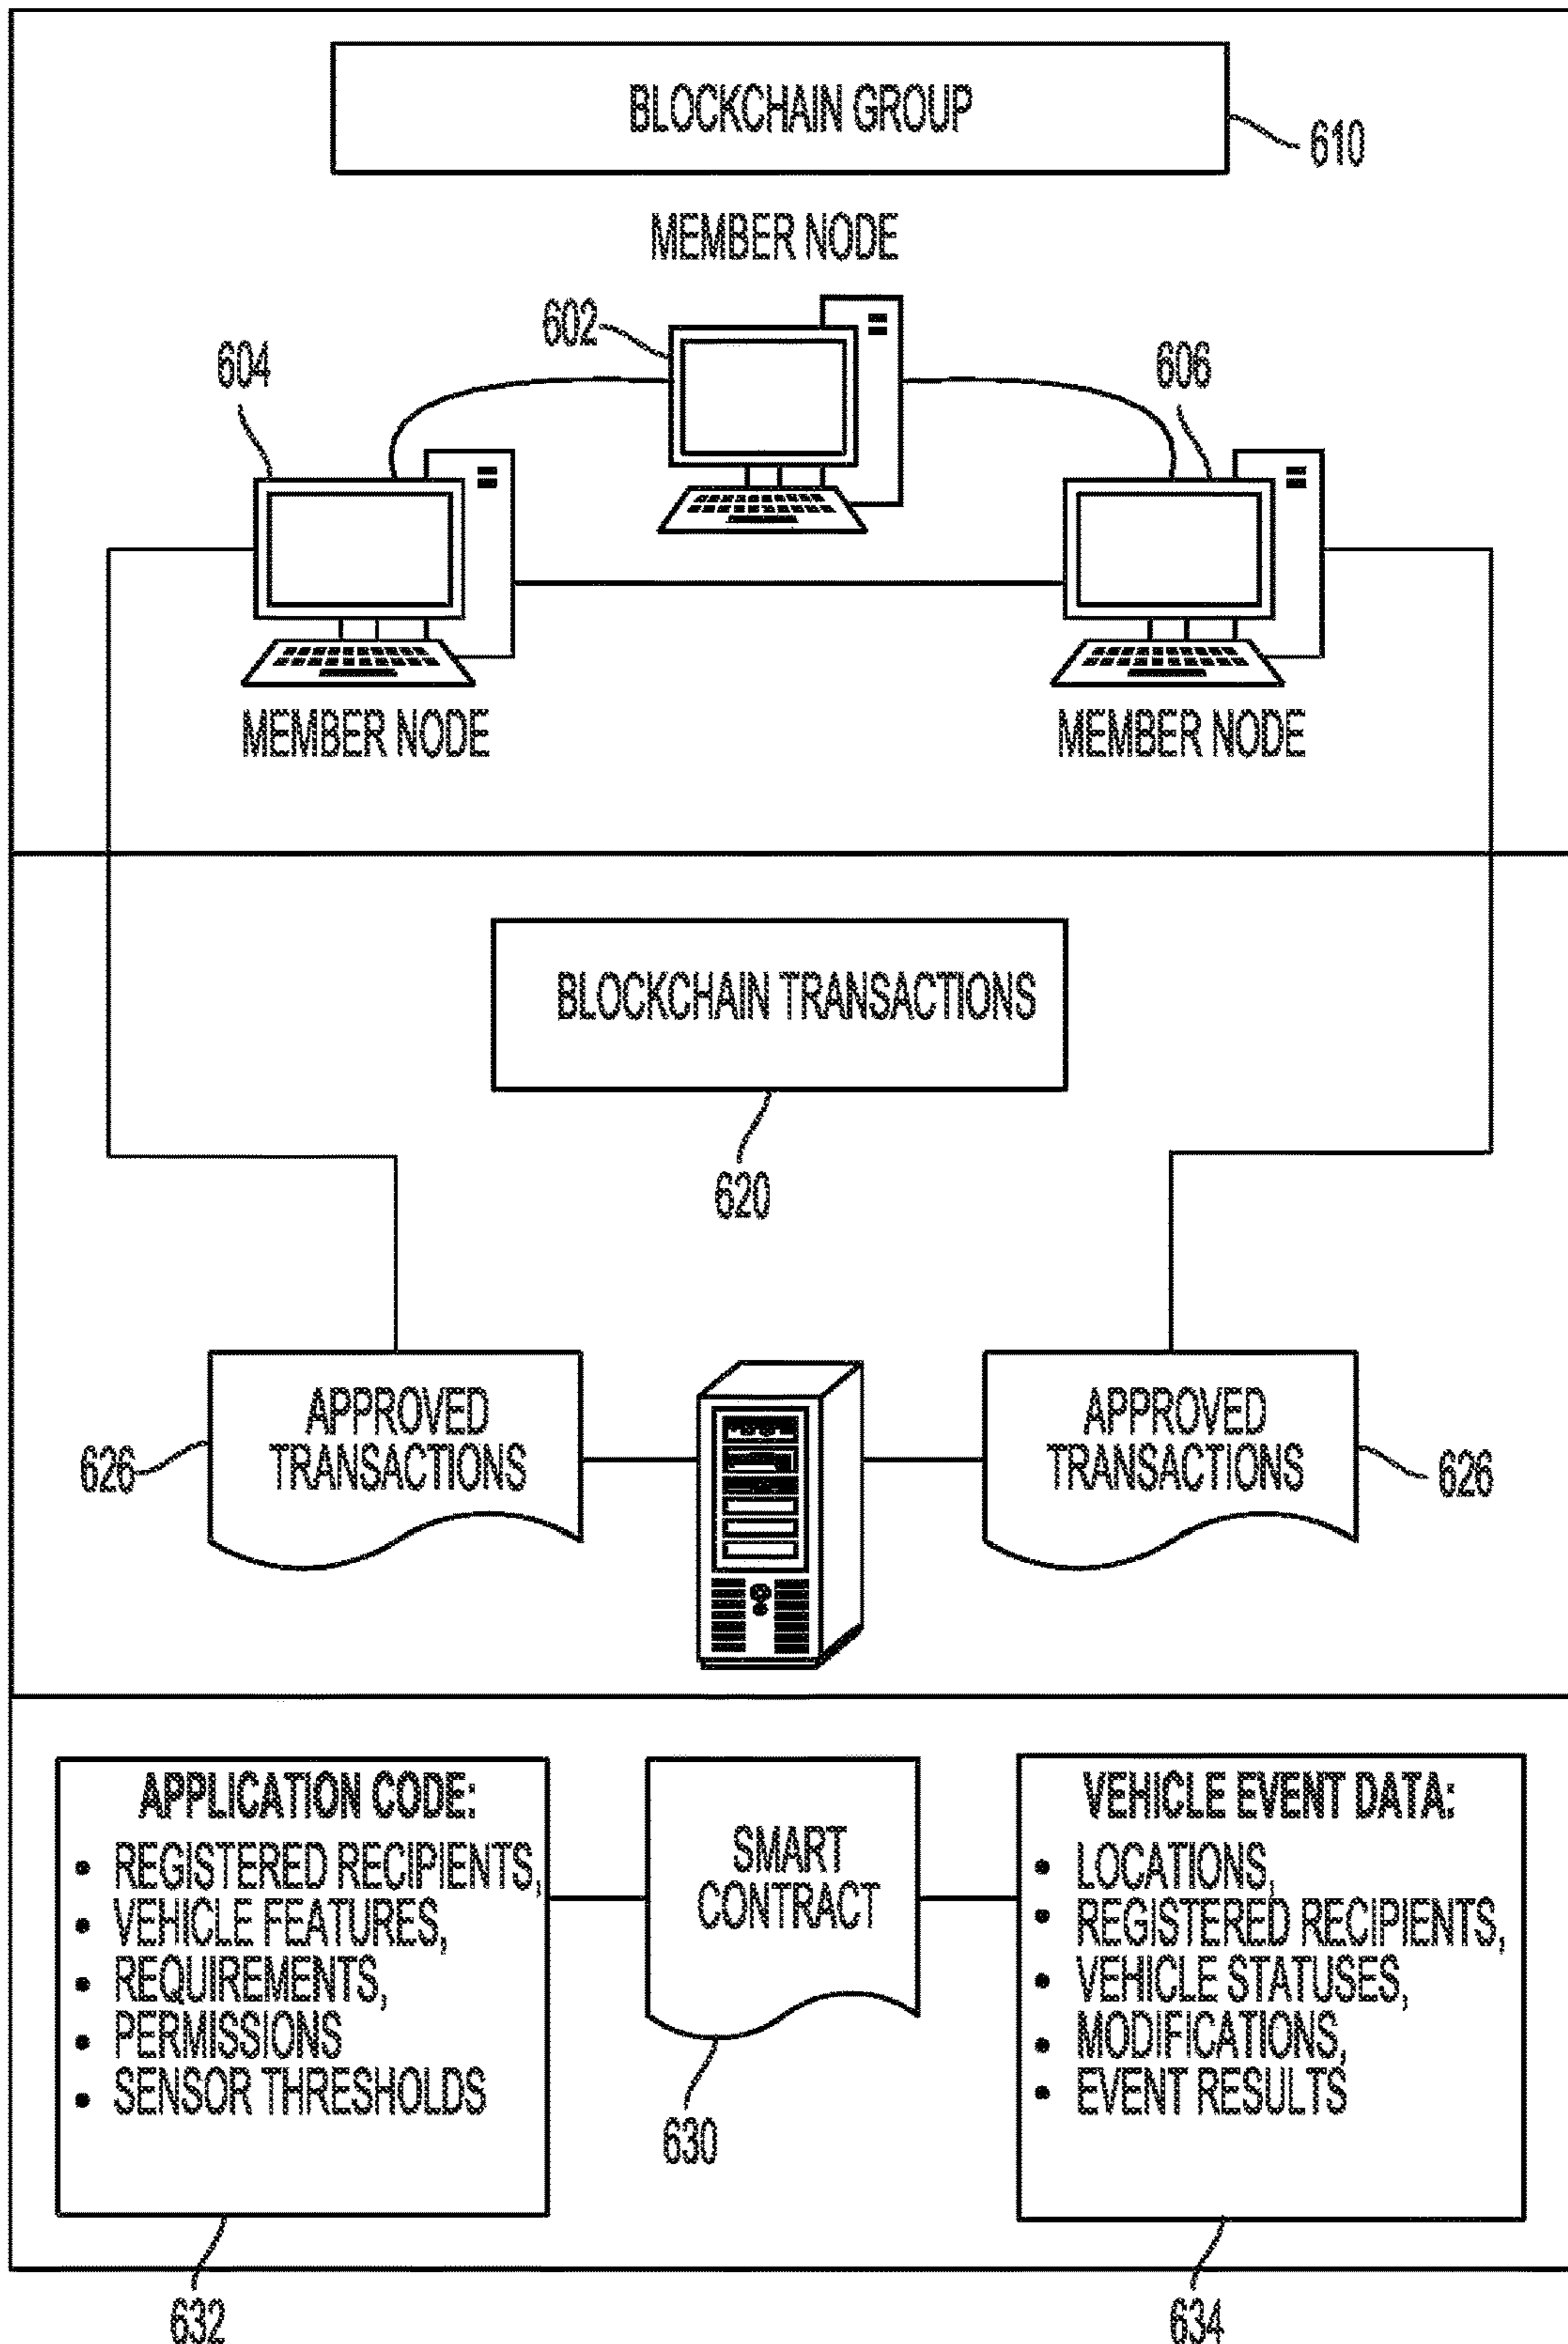 BLOCKCHAIN GROUP
610
MEMBER NODE
602
604
606
MEMBER NODE
MEMBER NODE
BLOCKCHAIN TRANSACTIONS
620
APPROVED
TRANSACTIONS
626
APPROVED
TRANSACTIONS
626
APPLICATION CODE:
• REGISTERED RECIPIENTS,
• VEHICLE FEATURES,
• REQUIREMENTS,
• PERMISSIONS
• SENSOR THRESHOLDS
632
SMART
CONTRACT
630
VEHICLE EVENT DATA:
• LOCATIONS,
• REGISTERED RECIPIENTS,
• VEHICLE STATUSES,
• MODIFICATIONS,
• EVENT RESULTS
634